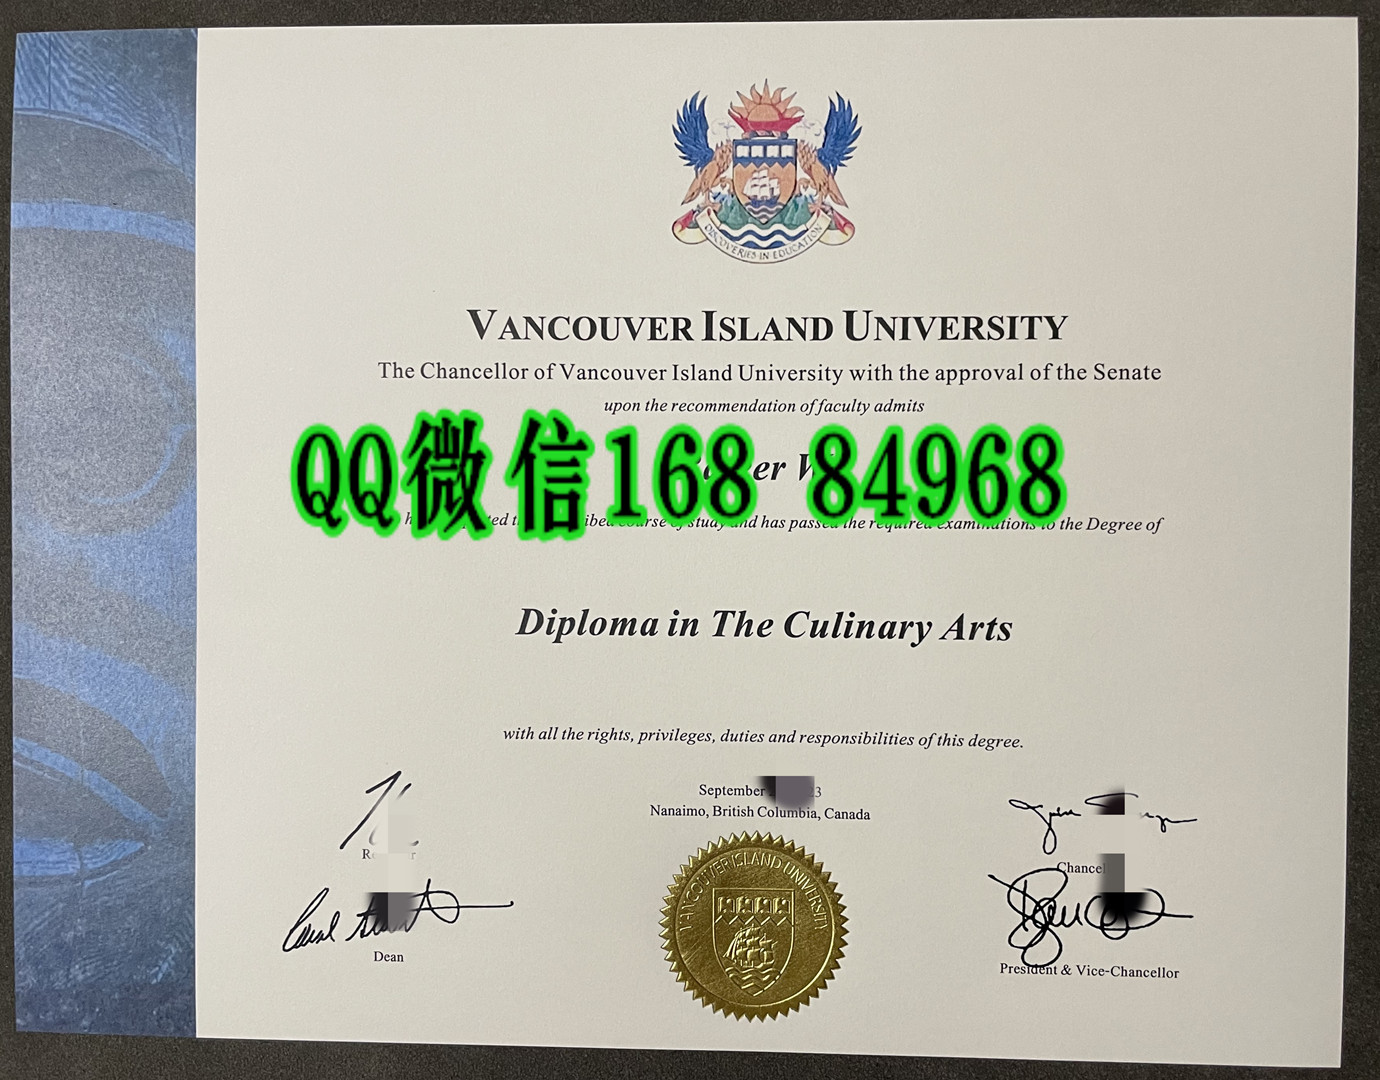 DISCOVERIES IN EDUCATION
VANCOUVER ISLAND UNIVERSITY
The Chancellor of Vancouver Island University with the approval of the Senate
upon the recommendation of faculty admits
QQ微信168 84968
course of study and has passed the required examinations to the Degree of
Diploma in The Culinary Arts
with all the rights, privileges, duties and responsibilities of this degree.
September
Nanaimo, British Columbia, Canada
VANCOUVER ISLAND UNIVERSITY
Dean
President & Vice-Chancellor